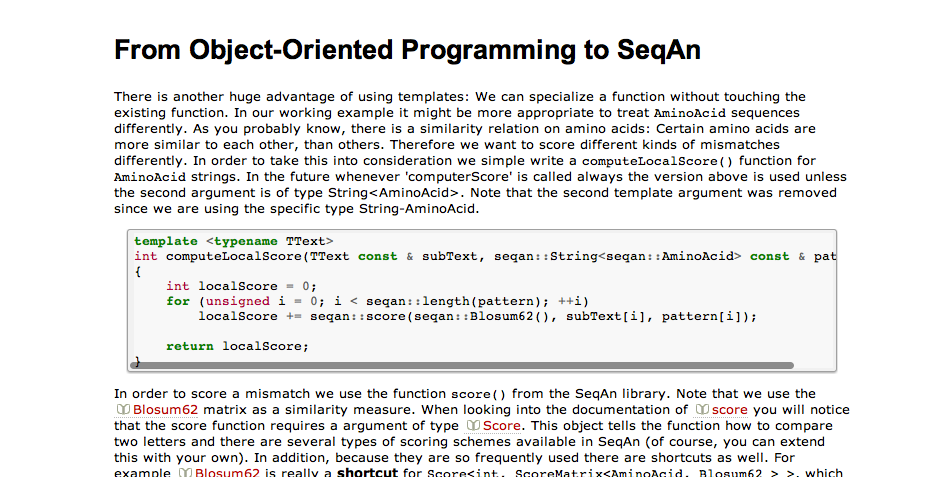 From Object-Oriented Programming to SeqAn
There is another huge advantage of using templates: We can specialize a function without touching the
existing function. In our working example it might be more appropriate to treat AminoAcid sequences
differently. As you probably know, there is a similarity relation on amino acids: Certain amino acids are
more similar to each other, than others. Therefore we want to score different kinds of mismatches
differently. In order to take this into consideration we simple write a computeLocalScore() function for
AminoAcid strings. In the future whenever 'computerScore' is called always the version above is used unless
the second argument is of type String<AminoAcid>. Note that the second template argument was removed
since we are using the specific type String-AminoAcid.
template <typename TText>
int computeLocalScore(TText const & subText, seqan::String<seqan::AminoAcid> const & pat
{
    int localScore = 0;
    for (unsigned i = 0; i < seqan::length(pattern); ++i)
        localScore += seqan::score(seqan::Blosum62(), subText[i], pattern[i]);
    return localScore;
}
In order to score a mismatch we use the function score() from the SeqAn library. Note that we use the
Blosum62 matrix as a similarity measure. When looking into the documentation of score you will notice
that the score function requires a argument of type Score. This object tells the function how to compare
two letters and there are several types of scoring schemes available in SeqAn (of course, you can extend
this with your own). In addition, because they are so frequently used there are shortcuts as well. For
example Blosum62 is really a shortcut for Score<int, ScoreMatrix<AminoAcid, Blosum62_> >, which